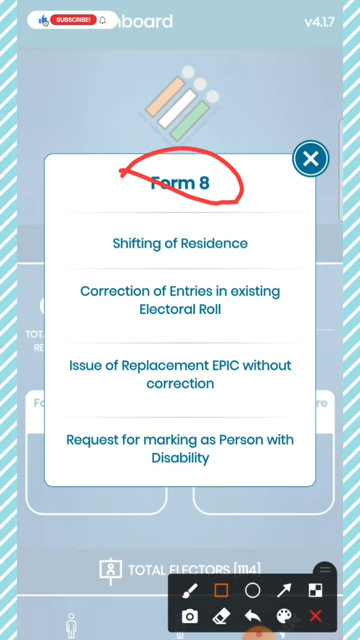 SUBSCRIBE!
board
v4.1.7
Form 8
Shifting of Residence
Correction of Entries in existing
Electoral Roll
Issue of Replacement EPIC without
correction
Request for marking as Person with
Disability
TOTAL ELECTORS [1114]